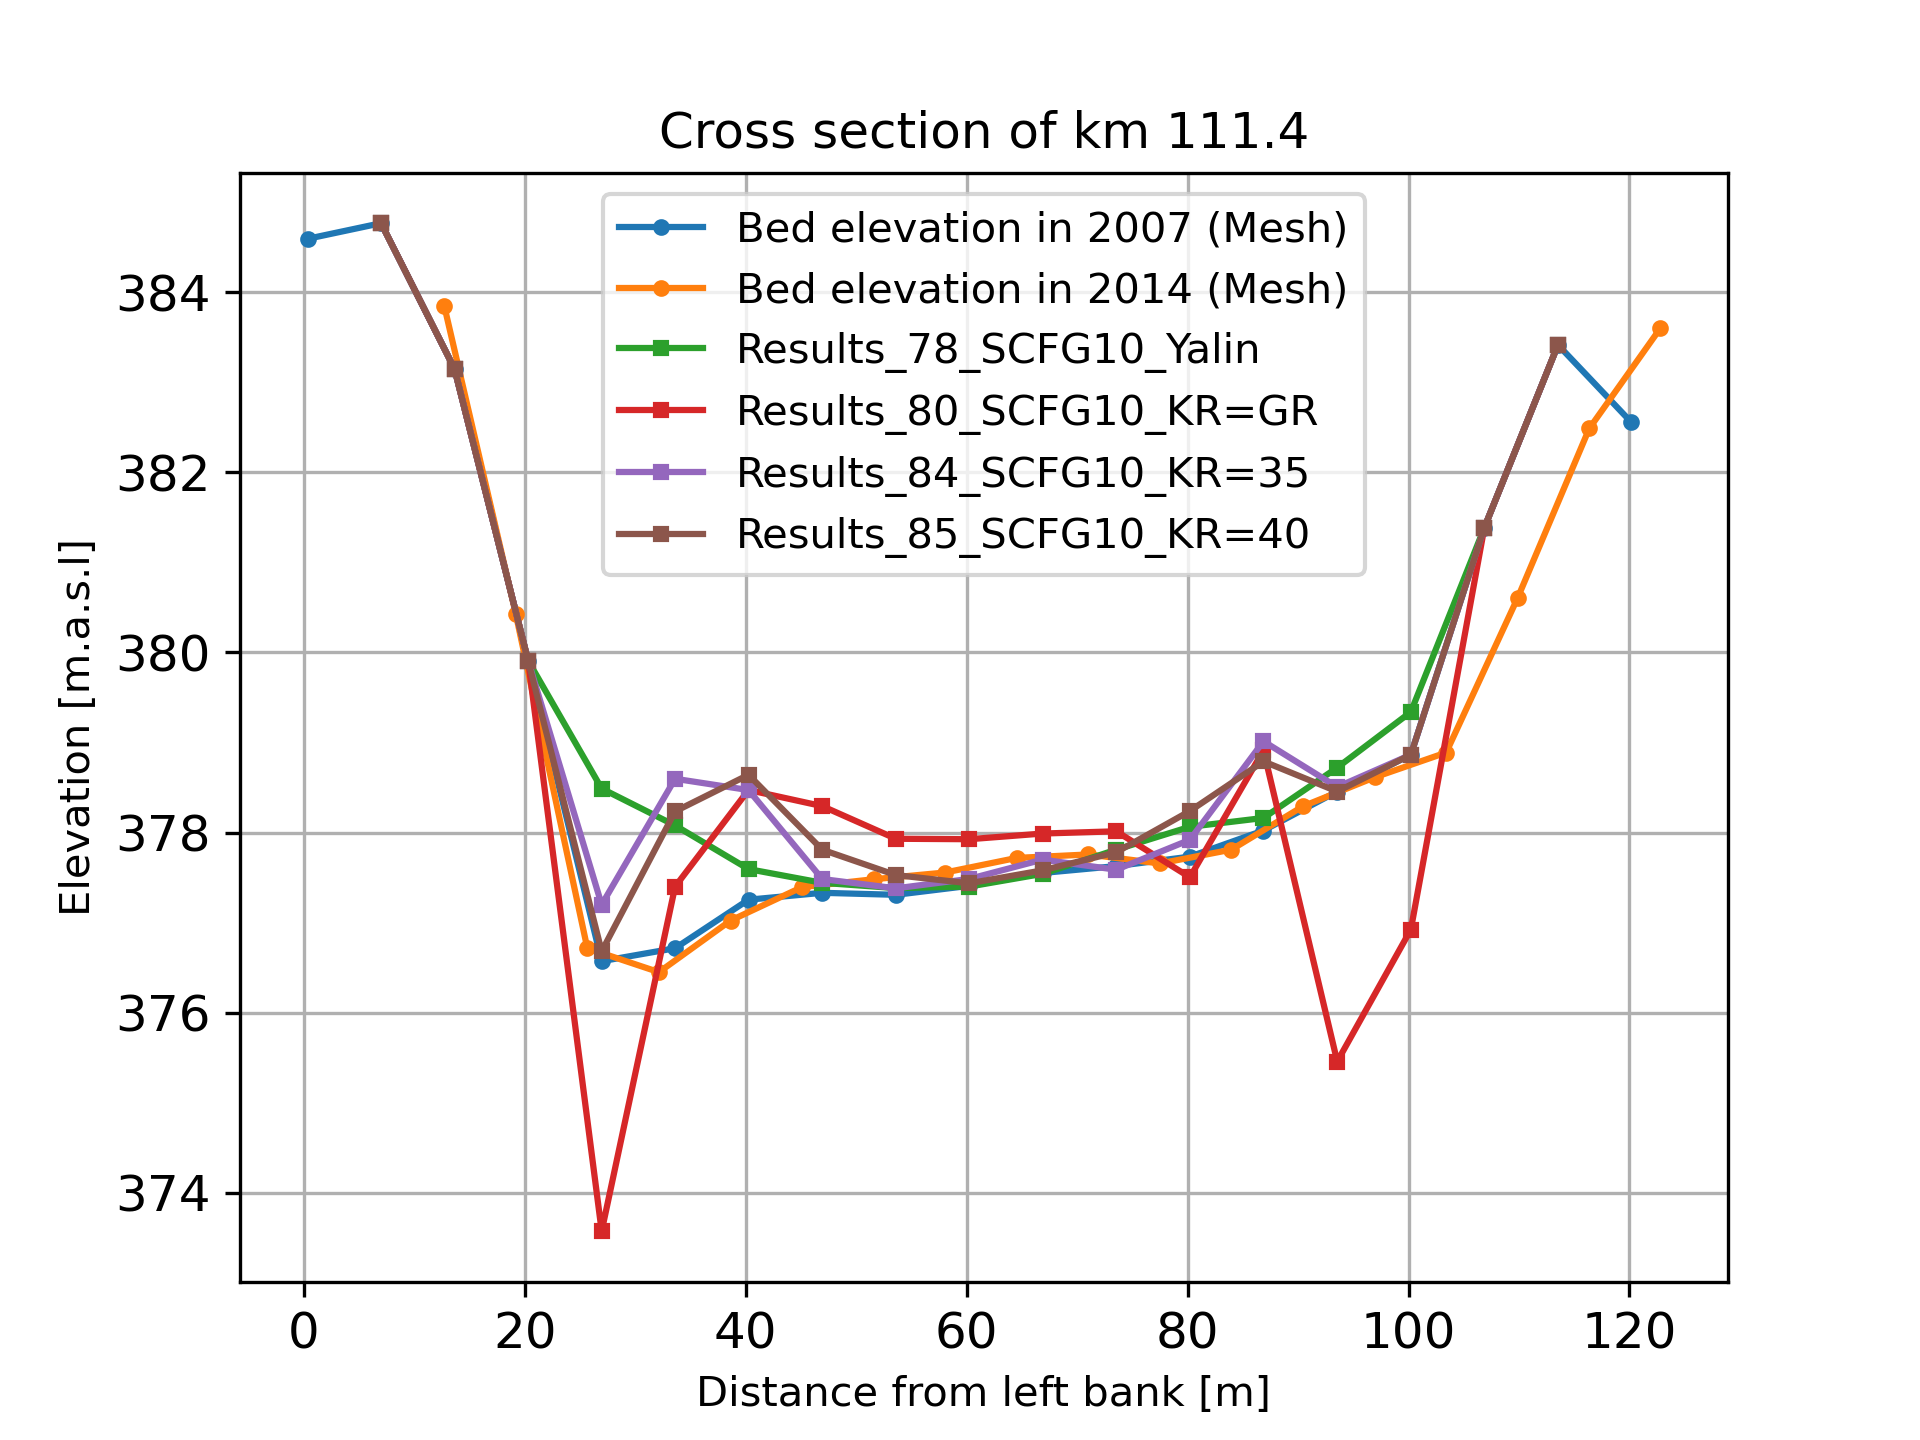 Cross section of km 111.4
Bed elevation in 2007 (Mesh)
Bed elevation in 2014 (Mesh)
Results_78_SCFG10_Yalin
Results_80_SCFG10_KR=GR
Results_84_SCFG10_KR=35
Results_85_SCFG10_KR=40
384
382
380
378
376
374
Elevation [m.a.s.l]
0 20 40 60 80 100 120
Distance from left bank [m]